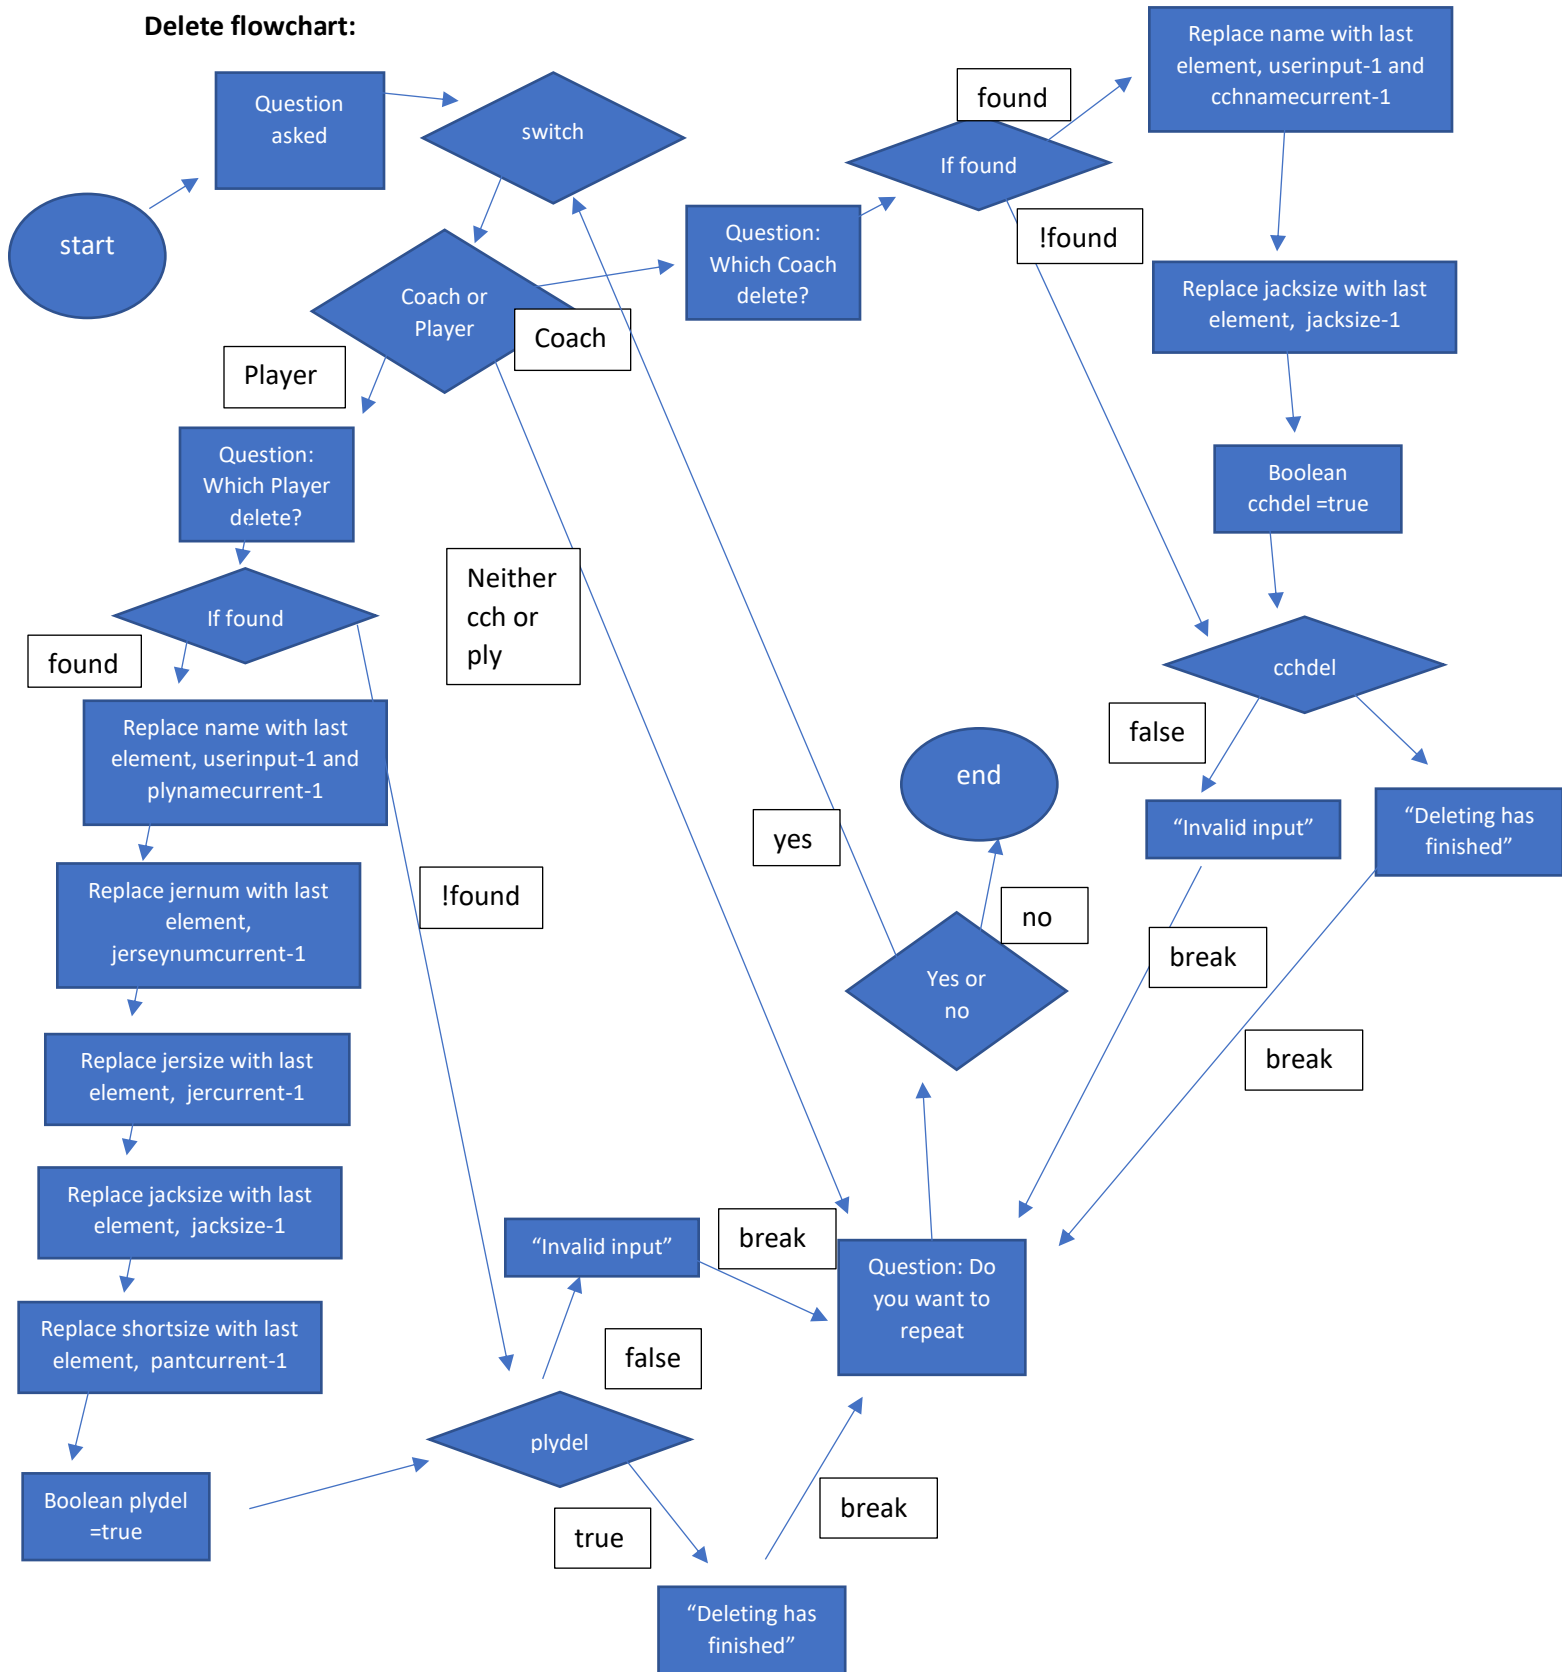 Delete flowchart:
start
Question
asked
switch
Coach or
Player
Coach
Player
Question:
Which Coach
delete?
found
If found
!found
Replace name with last
element, userinput-1 and
cchnamecurrent-1
Replace jacksize with last
element,  jacksize-1
Boolean
cchdel =true
cchdel
false
"Invalid input"
"Deleting has
finished"
break
break
Question:
Which Player
delete?
If found
found
Replace name with last
element, userinput-1 and
plynamecurrent-1
Replace jernum with last
element,
jerseynumcurrent-1
Replace jersize with last
element,  jercurrent-1
Replace jacksize with last
element,  jacksize-1
Replace shortsize with last
element,  pantcurrent-1
Boolean plydel
=true
!found
plydel
false
"Invalid input"
break
true
"Deleting has
finished"
break
Neither
cch or
ply
Question: Do
you want to
repeat
Yes or
no
yes
no
end